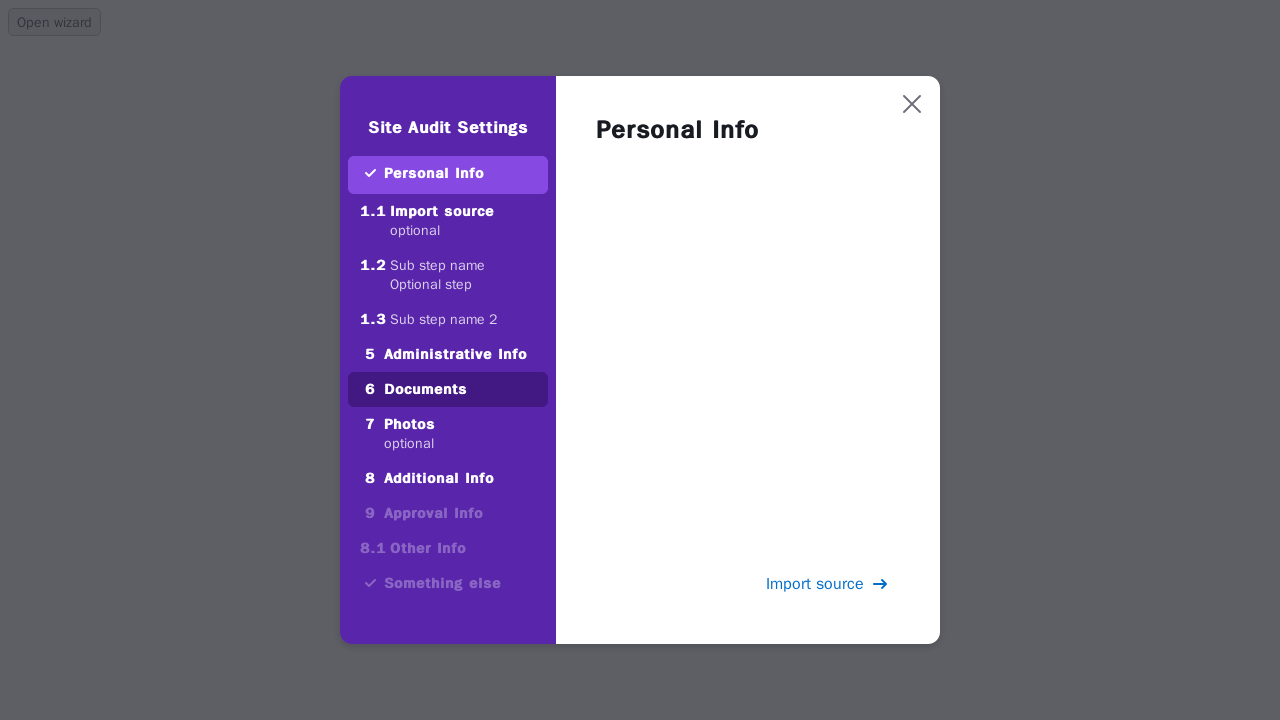 Open wizard
Site Audit Settings
Personal Info
1.1 Import source
optional
1.2 Sub step name
Optional step
1.3 Sub step name 2
5 Administrative Info
6 Documents
7 Photos
optional
8 Additional Info
9 Approval Info
8.1 Other Info
Something else
Personal Info
Import source